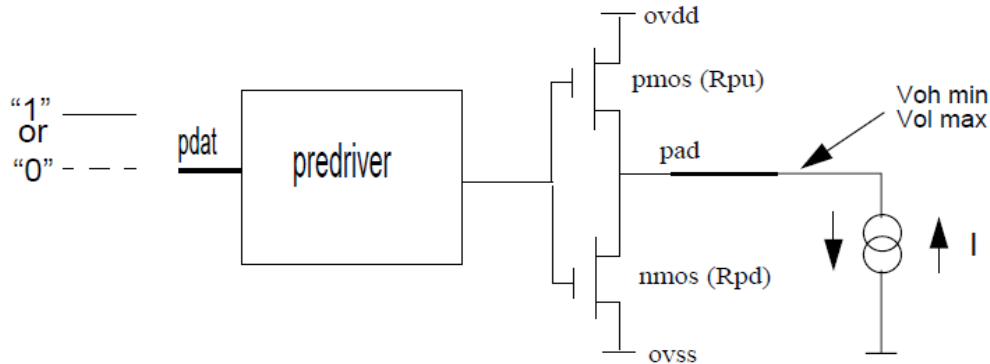 ovdd
pmos (Rpu)
Voh min
Vol max
“1”
or
“0”
pdat
predriver
pad
I
nmos (Rpd)
ovss